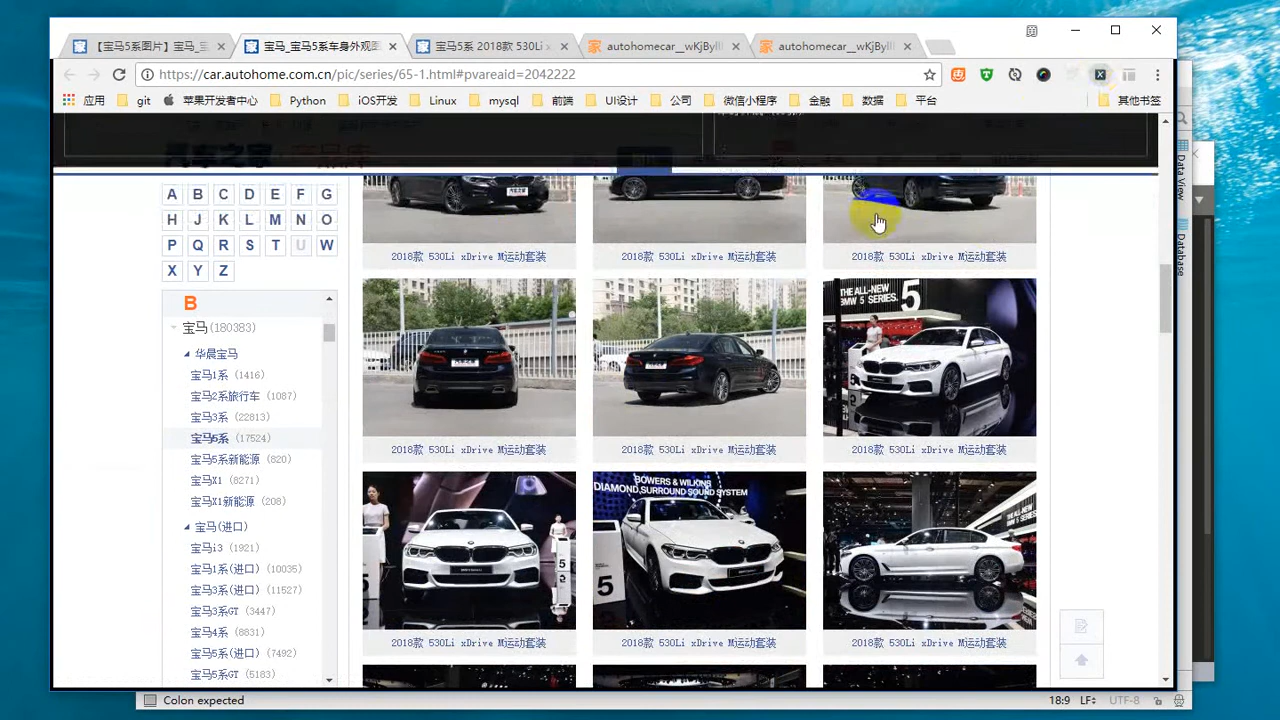 【宝马5系图片】宝马_宝
宝马_宝马5系车身外观图
宝马5系 2018款 530Li x
autohomecar__wKjByl
autohomecar__wKjByl
https://car.autohome.com.cn/pic/series/65-1.html#pvareaid=2042222
应用 git 苹果开发者中心 Python iOS开发 Linux mysql 前端 UI设计 公司 微信小程序 金融 数据 平台 其他书签
A B C D E F G
H J K L M N O
P Q R S T U W
X Y Z
B
宝马(180383)
华晨宝马
宝马1系 (1416)
宝马2系旅行车 (1087)
宝马3系 (22813)
宝马5系 (17524)
宝马5系新能源 (820)
宝马X1 (8271)
宝马X1新能源 (208)
宝马(进口)
宝马i3 (1921)
宝马1系(进口) (10035)
宝马3系(进口) (11527)
宝马3系GT (3447)
宝马4系 (8831)
宝马5系(进口) (7492)
宝马5系GT (5183)
2018款 530Li xDrive M运动套装
2018款 530Li xDrive M运动套装
2018款 530Li xDrive M运动套装
THE ALL-NEW
BMW 5 SERIES.
5
2018款 530Li xDrive M运动套装
2018款 530Li xDrive M运动套装
2018款 530Li xDrive M运动套装
BOWERS & WILKINS
DIAMOND SURROUND SOUND SYSTEM
5
2018款 530Li xDrive M运动套装
2018款 530Li xDrive M运动套装
2018款 530Li xDrive M运动套装
Data View
Database
Colon expected
18:9 LF UTF-8